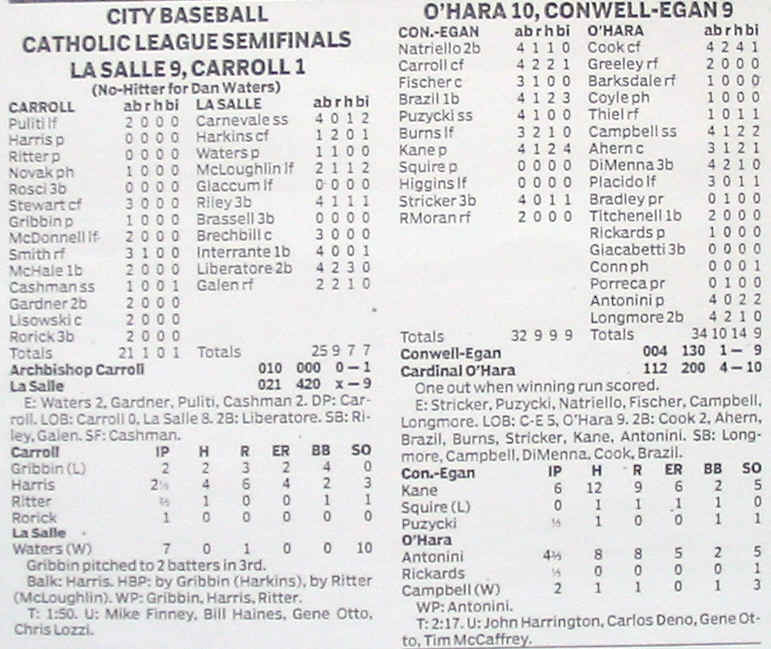 CITY BASEBALL
CATHOLIC LEAGUE SEMIFINALS
LA SALLE 9, CARROLL 1
(No-Hitter for Dan Waters)
CARROLL ab r h bi LA SALLE ab r h bi
Puliti lf 2 0 0 0 Carnevale ss 4 0 1 2
Harris p 0 0 0 0 Harkins cf 1 2 0 1
Ritter p 0 0 0 0 Waters p 1 1 0 0
Novak ph 1 0 0 0 McLoughlin lf 2 1 1 2
Rosci 3b 0 0 0 0 Glaccum lf 0 0 0 0
Stewart cf 3 0 0 0 Riley 3b 4 1 1 1
Gribbin p 1 0 0 0 Brassell 3b 0 0 0 0
McDonnell lf 2 0 0 0 Brechbill c 3 0 0 0
Smith rf 3 1 0 0 Interrante 1b 4 0 0 1
McHale 1b 2 0 0 0 Liberatore 2b 4 2 3 0
Cashman ss 1 0 0 1 Galen rf 2 2 1 0
Gardner 2b 2 0 0 0
Lisowski c 2 0 0 0
Rorick 3b 2 0 0 0
Totals 21 1 0 1 Totals 25 9 7 7
Archbishop Carroll 010 000 0 — 1
La Salle 021 420 x — 9
E: Waters 2, Gardner, Puliti, Cashman 2. DP: Car-
roll. LOB: Carroll 0, La Salle 8. 2B: Liberatore. SB: Ri-
ley, Galen. SF: Cashman.
Carroll IP H R ER BB SO
Gribbin (L) 2 2 3 2 4 0
Harris 2⅓ 4 6 4 2 3
Ritter ⅔ 1 0 0 1 1
Rorick 1 0 0 0 0 0
La Salle
Waters (W) 7 0 1 0 0 10
Gribbin pitched to 2 batters in 3rd.
Balk: Harris. HBP: by Gribbin (Harkins), by Ritter
(McLoughlin). WP: Gribbin, Harris, Ritter.
T: 1:50. U: Mike Finney, Bill Haines, Gene Otto,
Chris Lozzi.
O'HARA 10, CONWELL-EGAN 9
CON.-EGAN ab r h bi O'HARA ab r h bi
Natriello 2b 4 1 1 0 Cook cf 4 2 4 1
Carroll cf 4 2 2 1 Greeley rf 2 0 0 0
Fischer c 3 1 0 0 Barksdale rf 1 0 0 0
Brazil 1b 4 1 2 3 Coyle ph 1 0 0 0
Puzycki ss 4 1 0 0 Thiel rf 1 0 1 1
Burns lf 3 2 1 0 Campbell ss 4 1 2 2
Kane p 4 1 2 4 Ahern c 3 1 2 1
Squire p 0 0 0 0 DiMenna 3b 4 2 1 0
Higgins lf 0 0 0 0 Placido lf 3 0 1 1
Stricker 3b 4 0 1 1 Bradley pr 0 1 0 0
RMoran rf 2 0 0 0 Titchenell 1b 2 0 0 0
Rickards p 1 0 0 0
Giacabetti 3b 0 0 0 0
Conn ph 0 0 0 1
Porreca pr 0 1 0 0
Antonini p 4 0 2 2
Longmore 2b 4 2 1 0
Totals 32 9 9 9 Totals 34 10 14 9
Conwell-Egan 004 130 1 — 9
Cardinal O'Hara 112 200 4 — 10
One out when winning run scored.
E: Stricker, Puzycki, Natriello, Fischer, Campbell,
Longmore. LOB: C-E 5, O'Hara 9. 2B: Cook 2, Ahern,
Brazil, Burns, Stricker, Kane, Antonini. SB: Long-
more, Campbell, DiMenna, Cook, Brazil.
Con.-Egan IP H R ER BB SO
Kane 6 12 9 6 2 5
Squire (L) 0 1 1 1 1 0
Puzycki ⅓ 1 0 0 1 1
O'Hara
Antonini 4⅔ 8 8 5 2 5
Rickards ⅓ 0 0 0 0 1
Campbell (W) 2 1 1 0 1 3
WP: Antonini.
T: 2:17. U: John Harrington, Carlos Deno, Gene Ot-
to, Tim McCaffrey.